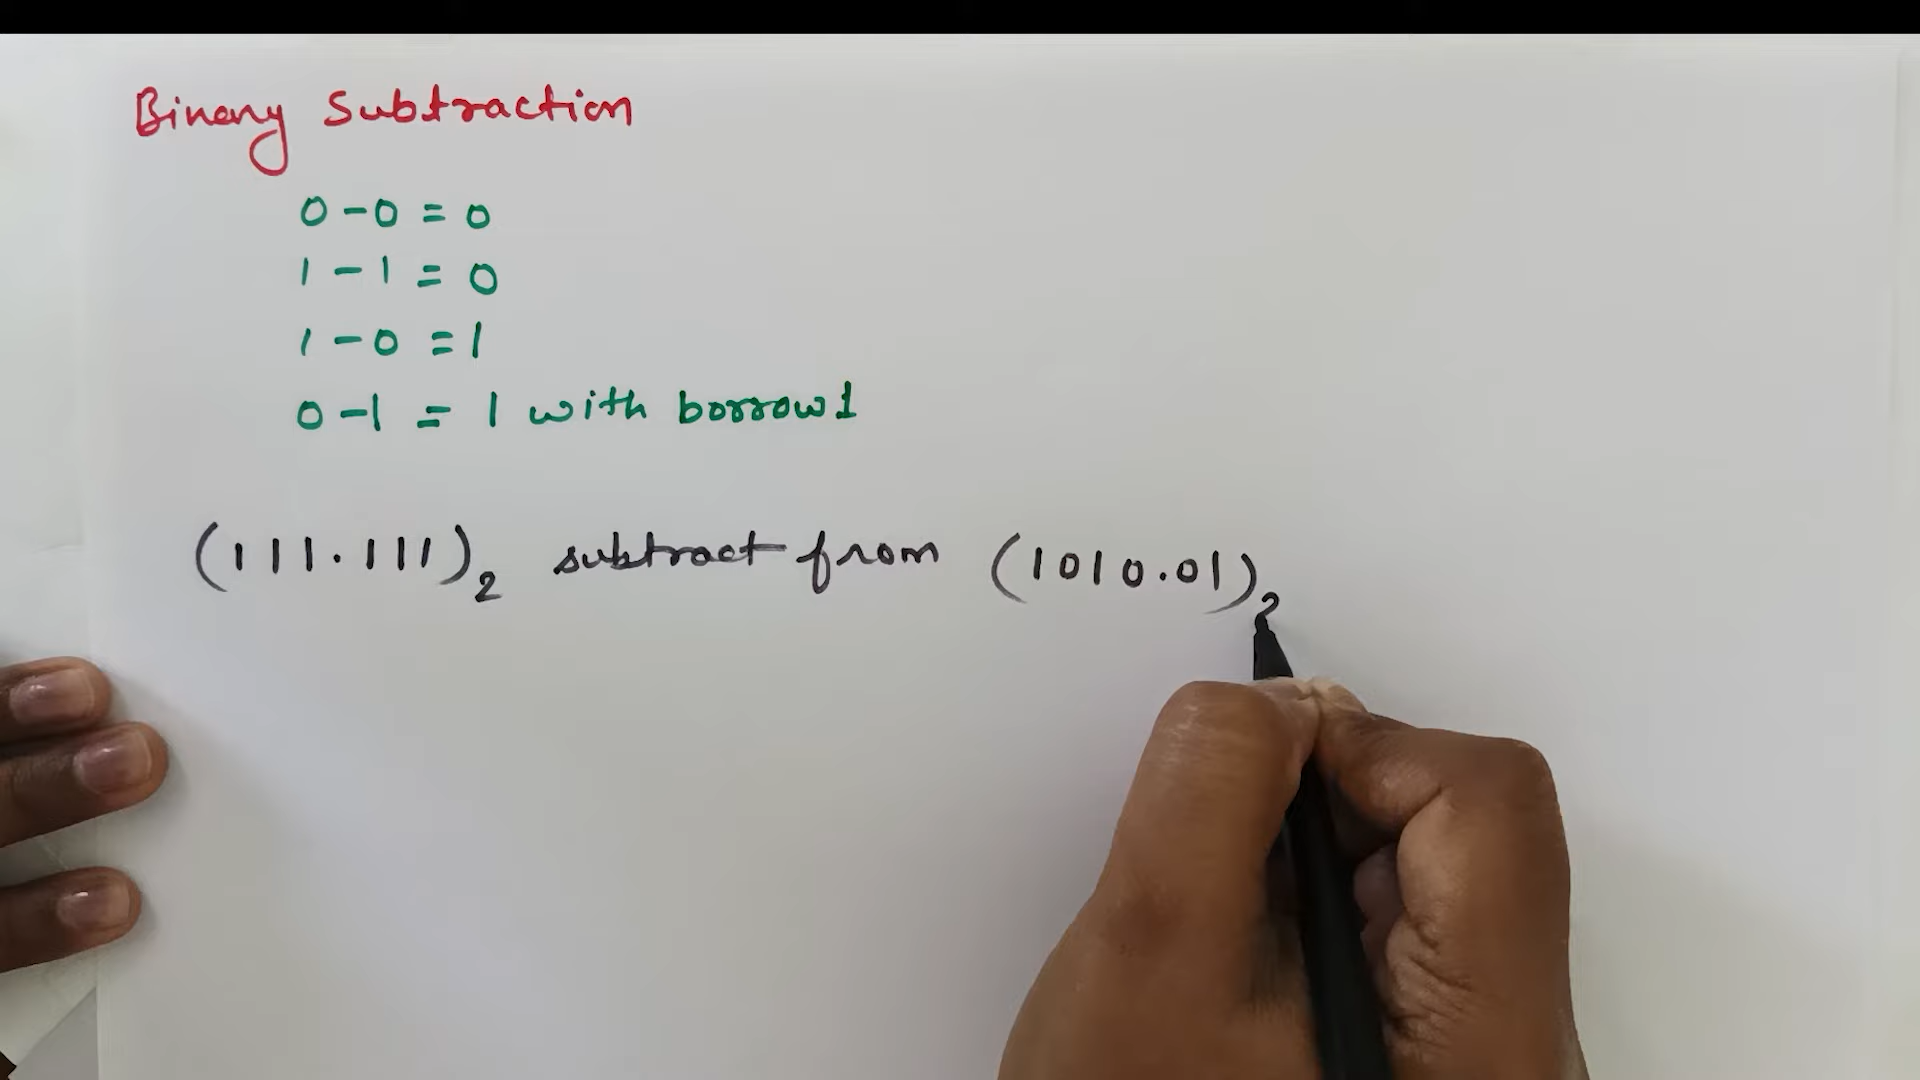 Binary Subtraction
0 - 0 = 0
1 - 1 = 0
1 - 0 = 1
0 - 1 = 1 with borrow 1
(111.111)₂ subtract from (1010.01)₂